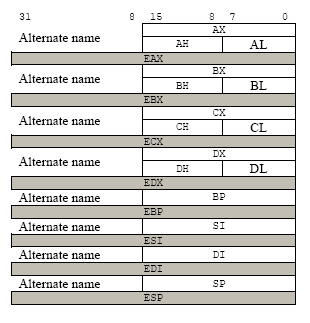 31 8 15 8 7 0
AX
Alternate name
AH AL
EAX
BX
Alternate name
BH BL
EBX
CX
Alternate name
CH CL
ECX
DX
Alternate name
DH DL
EDX
Alternate name BP
EBP
Alternate name SI
ESI
Alternate name DI
EDI
Alternate name SP
ESP